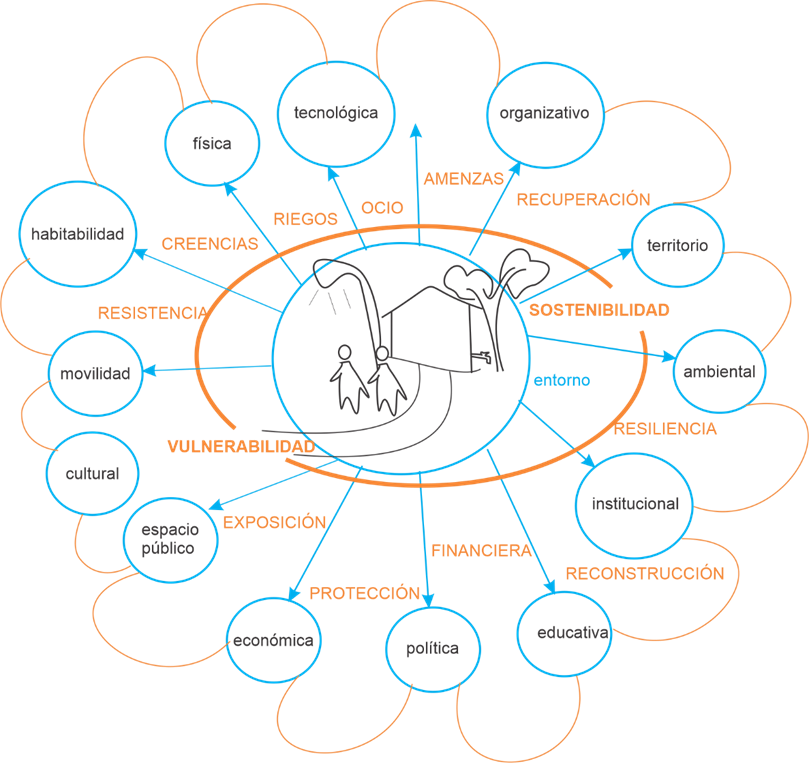 tecnológica
organizativo
física
AMENZAS
RECUPERACIÓN
OCIO
RIEGOS
habitabilidad
CREENCIAS
territorio
RESISTENCIA
SOSTENIBILIDAD
movilidad
ambiental
entorno
RESILIENCIA
VULNERABILIDAD
cultural
institucional
EXPOSICIÓN
espacio
público
FINANCIERA
RECONSTRUCCIÓN
PROTECCIÓN
económica
educativa
política